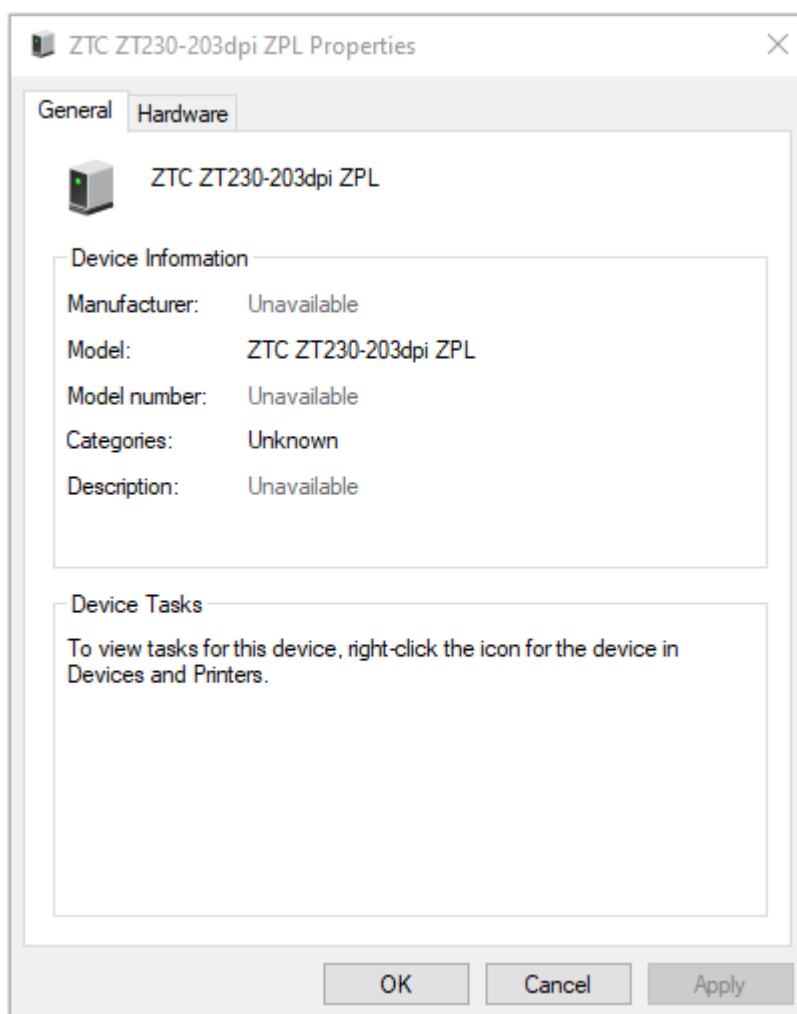 ZTC ZT230-203dpi ZPL Properties
General
Hardware
ZTC ZT230-203dpi ZPL
Device Information
Manufacturer: Unavailable
Model: ZTC ZT230-203dpi ZPL
Model number: Unavailable
Categories: Unknown
Description: Unavailable
Device Tasks
To view tasks for this device, right-click the icon for the device in
Devices and Printers.
OK
Cancel
Apply